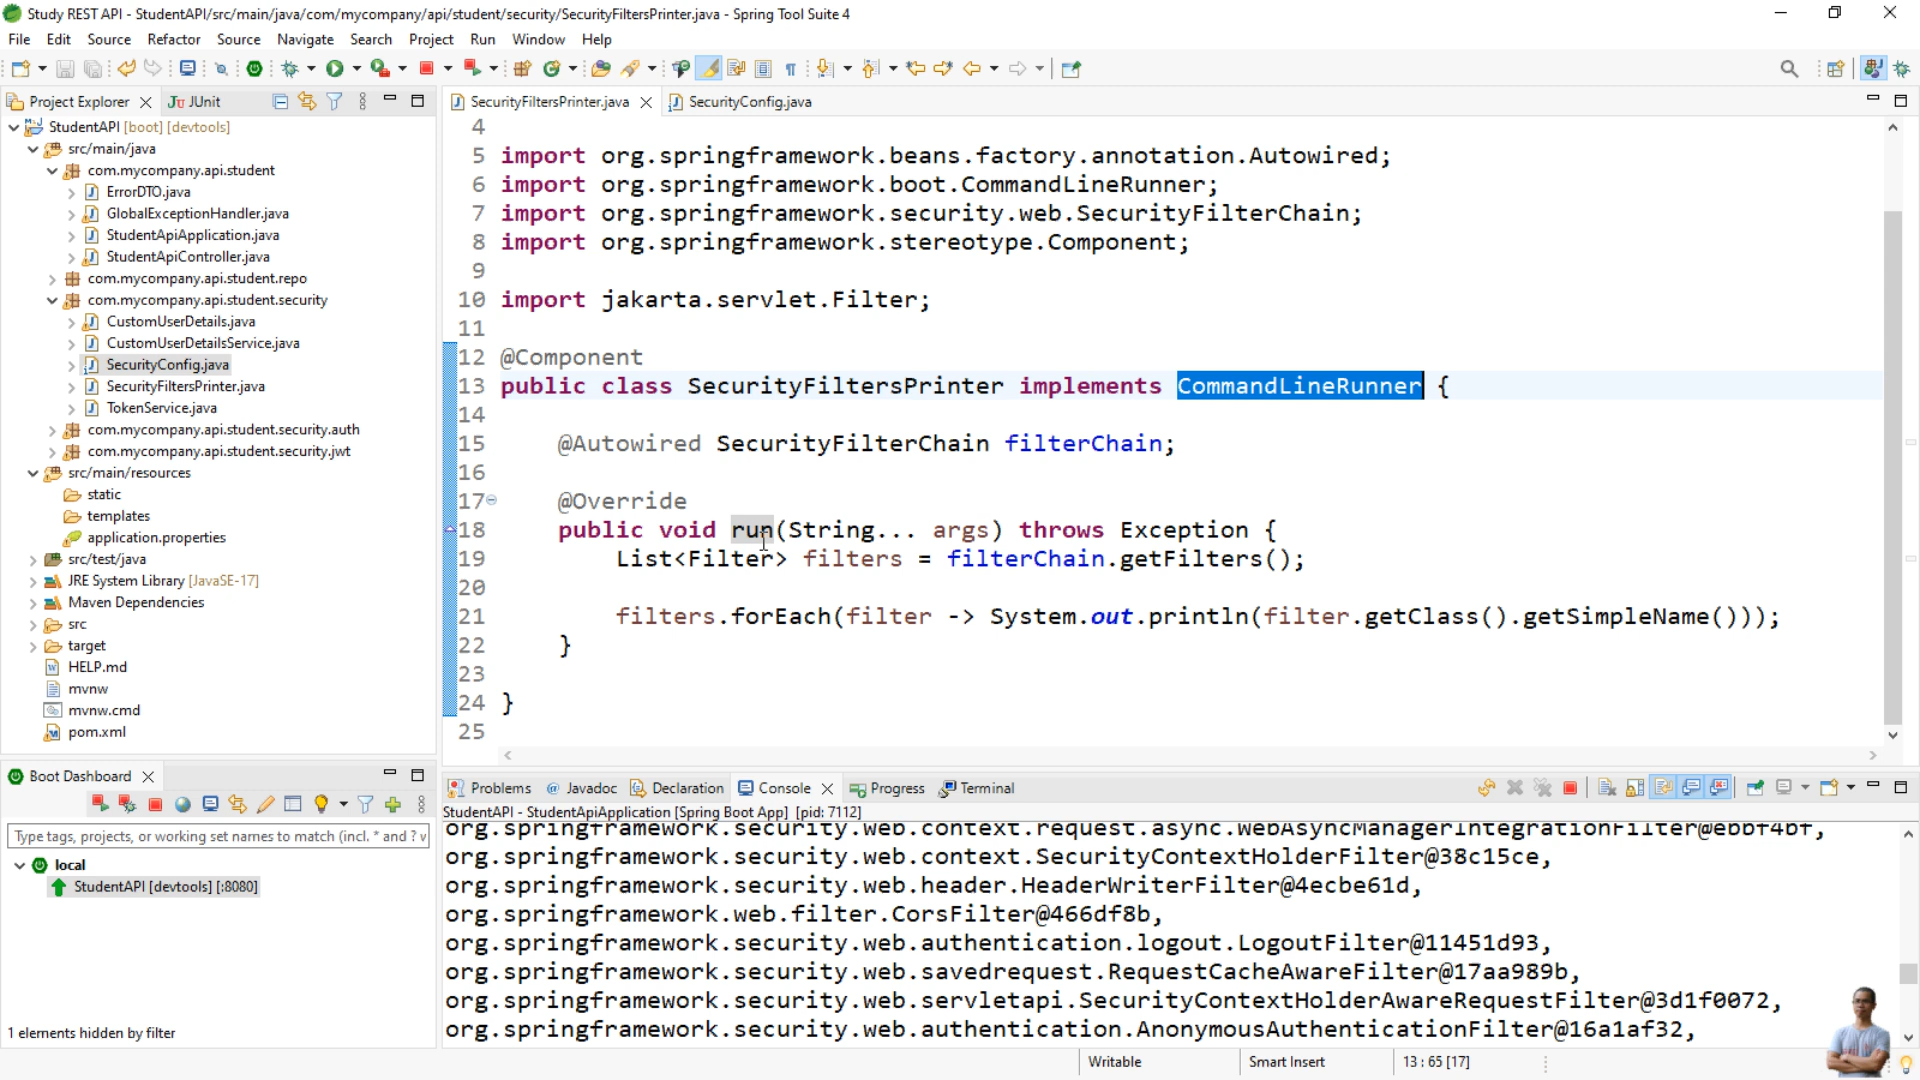 Study REST API - StudentAPI/src/main/java/com/mycompany/api/student/security/SecurityFiltersPrinter.java - Spring Tool Suite 4
File Edit Source Refactor Source Navigate Search Project Run Window Help
Project Explorer JUnit
StudentAPI [boot] [devtools]
src/main/java
com.mycompany.api.student
ErrorDTO.java
GlobalExceptionHandler.java
StudentApiApplication.java
StudentApiController.java
com.mycompany.api.student.repo
com.mycompany.api.student.security
CustomUserDetails.java
CustomUserDetailsService.java
SecurityConfig.java
SecurityFiltersPrinter.java
TokenService.java
com.mycompany.api.student.security.auth
com.mycompany.api.student.security.jwt
src/main/resources
static
templates
application.properties
src/test/java
JRE System Library [JavaSE-17]
Maven Dependencies
src
target
HELP.md
mvnw
mvnw.cmd
pom.xml
Boot Dashboard
Type tags, projects, or working set names to match (incl. * and ? v
local
StudentAPI [devtools] [:8080]
1 elements hidden by filter
SecurityFiltersPrinter.java SecurityConfig.java
4
5 import org.springframework.beans.factory.annotation.Autowired;
6 import org.springframework.boot.CommandLineRunner;
7 import org.springframework.security.web.SecurityFilterChain;
8 import org.springframework.stereotype.Component;
9
10 import jakarta.servlet.Filter;
11
12 @Component
13 public class SecurityFiltersPrinter implements CommandLineRunner {
14
15 @Autowired SecurityFilterChain filterChain;
16
17 @Override
18 public void run(String... args) throws Exception {
19 List<Filter> filters = filterChain.getFilters();
20
21 filters.forEach(filter -> System.out.println(filter.getClass().getSimpleName()));
22 }
23
24 }
25
Problems @ Javadoc Declaration Console Progress Terminal
StudentAPI - StudentApiApplication [Spring Boot App] [pid: 7112]
org.springframework.security.web.context.request.async.WebAsyncManagerIntegrationFilter@ebbf4bf,
org.springframework.security.web.context.SecurityContextHolderFilter@38c15ce,
org.springframework.security.web.header.HeaderWriterFilter@4ecbe61d,
org.springframework.web.filter.CorsFilter@466df8b,
org.springframework.security.web.authentication.logout.LogoutFilter@11451d93,
org.springframework.security.web.savedrequest.RequestCacheAwareFilter@17aa989b,
org.springframework.security.web.servletapi.SecurityContextHolderAwareRequestFilter@3d1f0072,
org.springframework.security.web.authentication.AnonymousAuthenticationFilter@16a1af32,
Writable Smart Insert 13 : 65 [17]